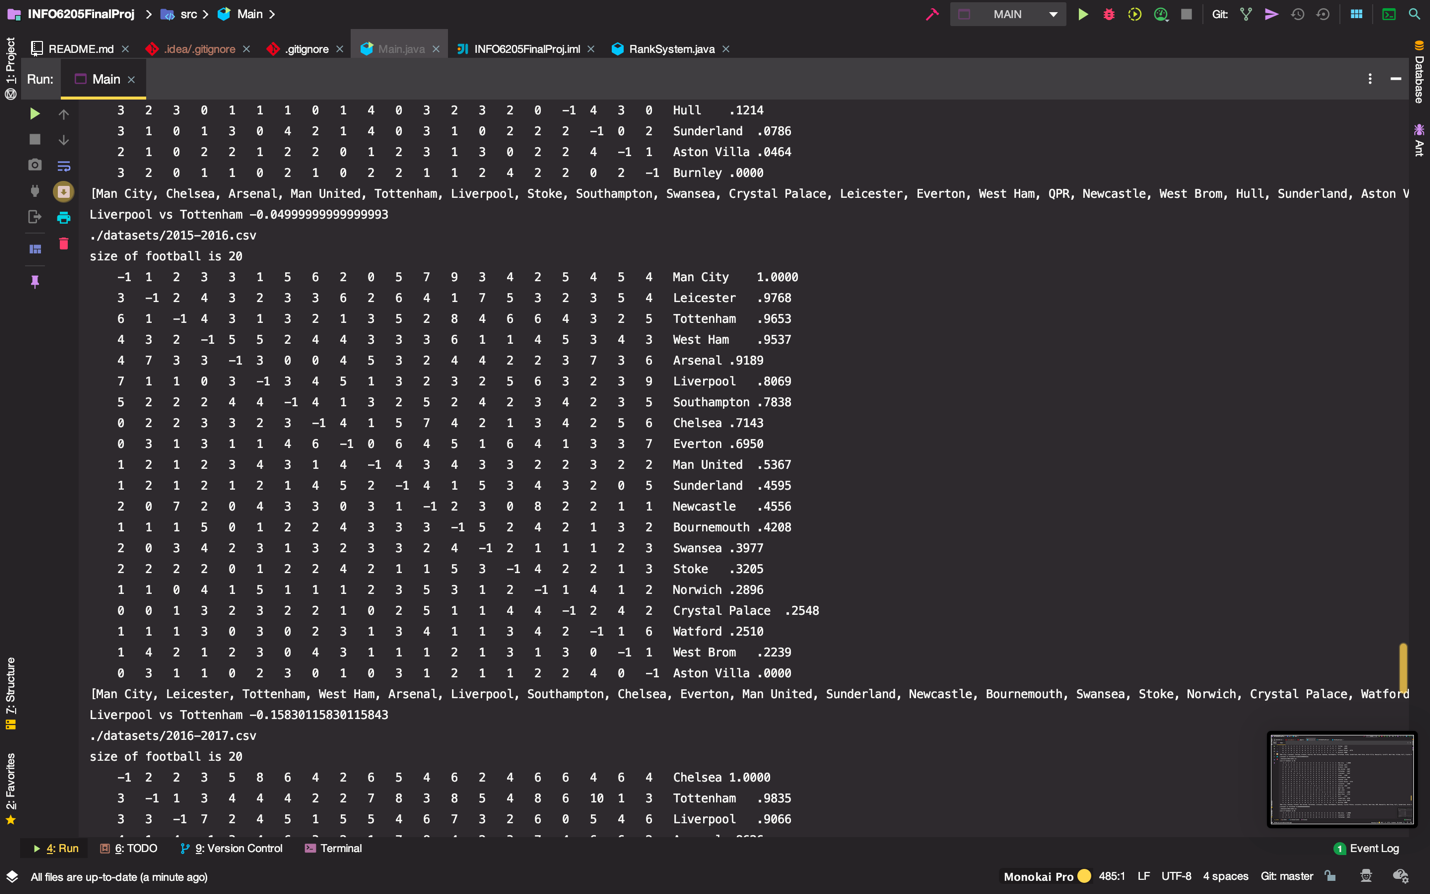 INFO6205FinalProj > src > Main >
MAIN
Git:
README.md × .idea/.gitignore × .gitignore × Main.java × INFO6205FinalProj.iml × RankSystem.java ×
1: Project
Database
Ant
Run: Main ×
3 2 3 0 1 1 1 0 1 4 0 3 2 3 2 0 -1 4 3 0 Hull .1214
3 1 0 1 3 0 4 2 1 4 0 3 1 0 2 2 2 -1 0 2 Sunderland .0786
2 1 0 2 2 1 2 2 0 1 2 3 1 3 0 2 2 4 -1 1 Aston Villa .0464
3 2 0 1 1 0 2 1 0 2 2 1 1 2 4 2 2 0 2 -1 Burnley .0000
[Man City, Chelsea, Arsenal, Man United, Tottenham, Liverpool, Stoke, Southampton, Swansea, Crystal Palace, Leicester, Everton, West Ham, QPR, Newcastle, West Brom, Hull, Sunderland, Aston V
Liverpool vs Tottenham -0.04999999999999993
./datasets/2015-2016.csv
size of football is 20
-1 1 2 3 3 1 5 6 2 0 5 7 9 3 4 2 5 4 5 4 Man City 1.0000
3 -1 2 4 3 2 3 3 6 2 6 4 1 7 5 3 2 3 5 4 Leicester .9768
6 1 -1 4 3 1 3 2 1 3 5 2 8 4 6 6 4 3 2 5 Tottenham .9653
4 3 2 -1 5 5 2 4 4 3 3 3 6 1 1 4 5 3 4 3 West Ham .9537
4 7 3 3 -1 3 0 0 4 5 3 2 4 4 2 2 3 7 3 6 Arsenal .9189
7 1 1 0 3 -1 3 4 5 1 3 2 3 2 5 6 3 2 3 9 Liverpool .8069
5 2 2 2 4 4 -1 4 1 3 2 5 2 4 2 3 4 2 3 5 Southampton .7838
0 2 2 3 3 2 3 -1 4 1 5 7 4 2 1 3 4 2 5 6 Chelsea .7143
0 3 1 3 1 1 4 6 -1 0 6 4 5 1 6 4 1 3 3 7 Everton .6950
1 2 1 2 3 4 3 1 4 -1 4 3 4 3 3 2 2 3 2 2 Man United .5367
1 2 1 2 1 2 1 4 5 2 -1 4 1 5 3 4 3 2 0 5 Sunderland .4595
2 0 7 2 0 4 3 3 0 3 1 -1 2 3 0 8 2 2 1 1 Newcastle .4556
1 1 1 5 0 1 2 2 4 3 3 3 -1 5 2 4 2 1 3 2 Bournemouth .4208
2 0 3 4 2 3 1 3 2 3 3 2 4 -1 2 1 1 1 2 3 Swansea .3977
2 2 2 2 0 1 2 2 4 2 1 1 5 3 -1 4 2 2 1 3 Stoke .3205
1 1 0 4 1 5 1 1 1 2 3 5 3 1 2 -1 1 4 1 2 Norwich .2896
0 0 1 3 2 3 2 2 1 0 2 5 1 1 4 4 -1 2 4 2 Crystal Palace .2548
1 1 1 3 0 3 0 2 3 1 3 4 1 1 3 4 2 -1 1 6 Watford .2510
1 4 2 1 2 3 0 4 3 1 1 1 2 1 3 1 3 0 -1 1 West Brom .2239
0 3 1 1 0 2 3 0 1 0 3 1 2 1 1 2 2 4 0 -1 Aston Villa .0000
[Man City, Leicester, Tottenham, West Ham, Arsenal, Liverpool, Southampton, Chelsea, Everton, Man United, Sunderland, Newcastle, Bournemouth, Swansea, Stoke, Norwich, Crystal Palace, Watford
Liverpool vs Tottenham -0.15830115830115843
./datasets/2016-2017.csv
size of football is 20
-1 2 2 3 5 8 6 4 2 6 5 4 6 2 4 6 6 4 6 4 Chelsea 1.0000
3 -1 1 3 4 4 4 2 2 7 8 3 8 5 4 8 6 10 1 3 Tottenham .9835
3 3 -1 7 2 4 5 1 5 5 4 6 7 3 2 6 0 5 4 6 Liverpool .9066
7: Structure
2: Favorites
4: Run 6: TODO 9: Version Control Terminal
1 Event Log
All files are up-to-date (a minute ago)
Monokai Pro 485:1 LF UTF-8 4 spaces Git: master